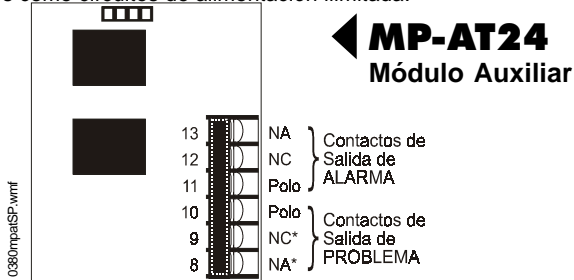 como circuitos de alimentación ilimitada.
MP-AT24
Módulo Auxiliar
13 NA
12 NC
11 Polo
Contactos de
Salida de
ALARMA
10 Polo
9 NC*
8 NA*
Contactos de
Salida de
PROBLEMA
0380mpatSP.wmf